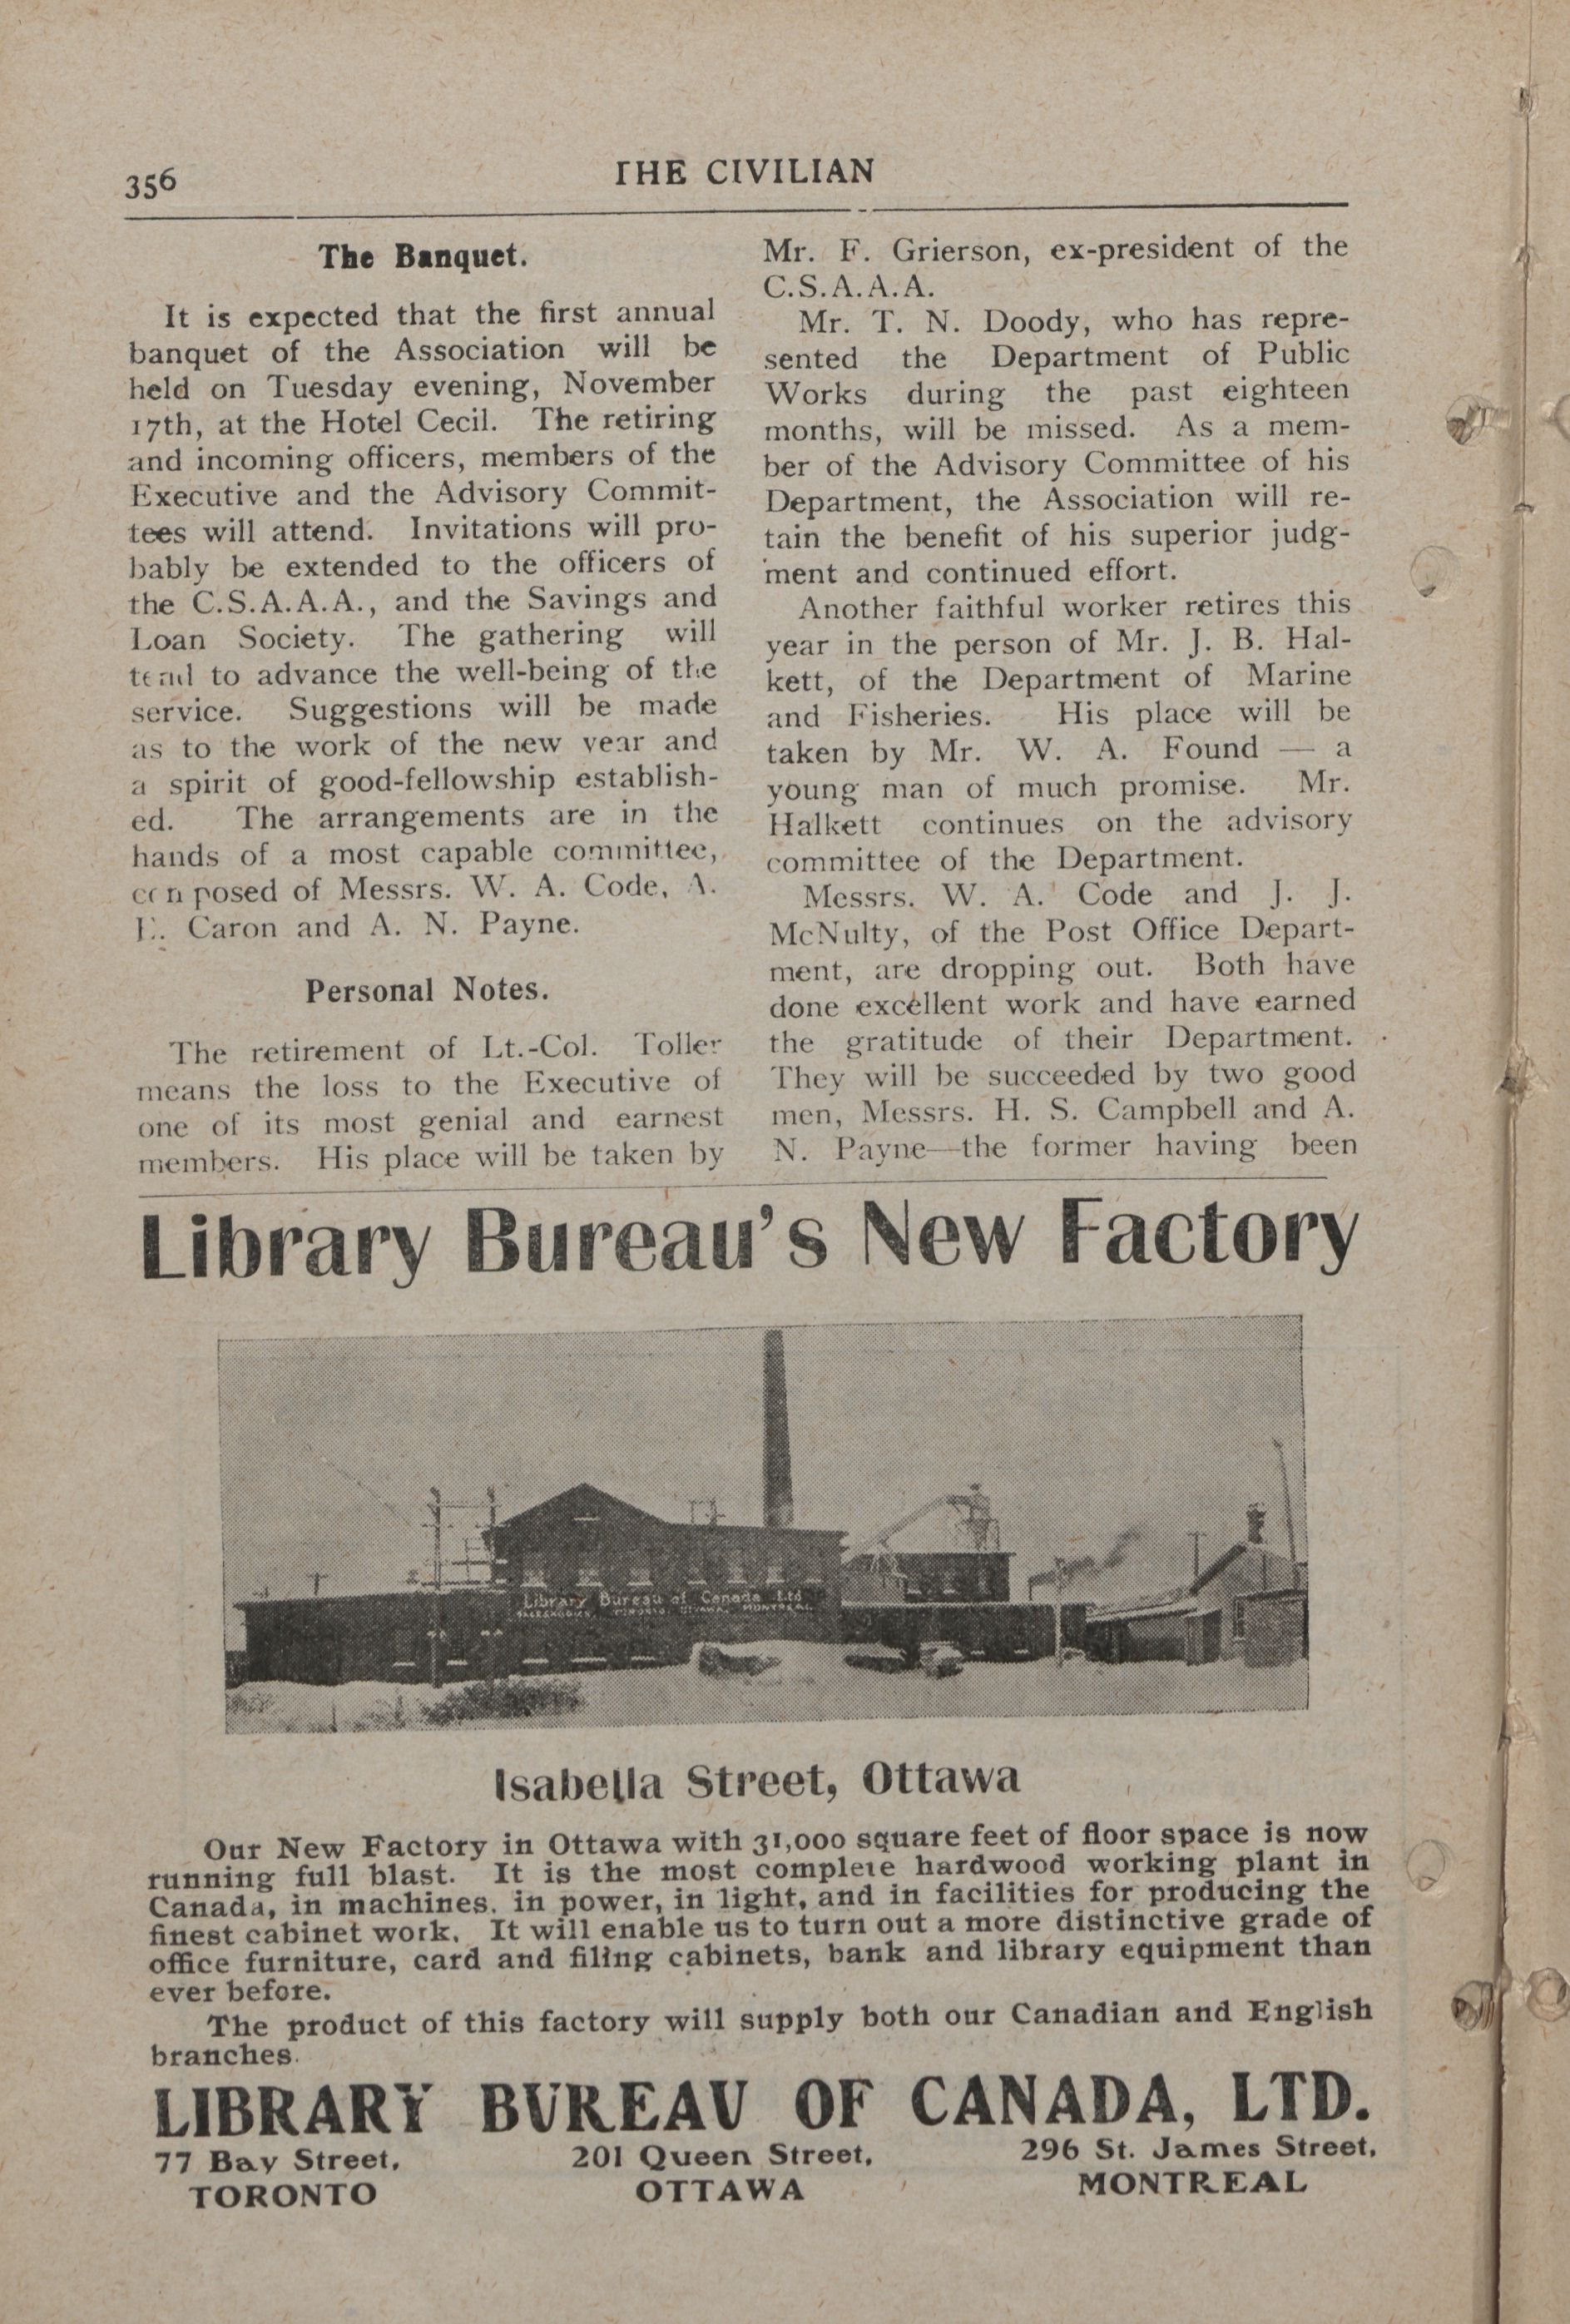 356
THE CIVILIAN
The Banquet.
It is expected that the first annual
banquet of the Association will be
held on Tuesday evening, November
17th, at the Hotel Cecil. The retiring
and incoming officers, members of the
Executive and the Advisory Commit-
tees will attend. Invitations will pro-
bably be extended to the officers of
the C.S.A.A.A., and the Savings and
Loan Society. The gathering will
tend to advance the well-being of the
service. Suggestions will be made
as to the work of the new year and
a spirit of good-fellowship establish-
ed. The arrangements are in the
hands of a most capable committee,
composed of Messrs. W. A. Code, A.
E. Caron and A. N. Payne.
Personal Notes.
The retirement of Lt.-Col. Toller
means the loss to the Executive of
one of its most genial and earnest
members. His place will be taken by
Mr. F. Grierson, ex-president of the
C.S.A.A.A.
Mr. T. N. Doody, who has repre-
sented the Department of Public
Works during the past eighteen
months, will be missed. As a mem-
ber of the Advisory Committee of his
Department, the Association will re-
tain the benefit of his superior judg-
ment and continued effort.
Another faithful worker retires this
year in the person of Mr. J. B. Hal-
kett, of the Department of Marine
and Fisheries. His place will be
taken by Mr. W. A. Found — a
young man of much promise. Mr.
Halkett continues on the advisory
committee of the Department.
Messrs. W. A. Code and J. J.
McNulty, of the Post Office Depart-
ment, are dropping out. Both have
done excellent work and have earned
the gratitude of their Department.
They will be succeeded by two good
men, Messrs. H. S. Campbell and A.
N. Payne—the former having been
Library Bureau's New Factory
Library Bureau of Canada Ltd
TORONTO, OTTAWA, MONTREAL
Isabella Street, Ottawa
Our New Factory in Ottawa with 31,000 square feet of floor space is now
running full blast. It is the most complete hardwood working plant in
Canada, in machines, in power, in light, and in facilities for producing the
finest cabinet work. It will enable us to turn out a more distinctive grade of
office furniture, card and filing cabinets, bank and library equipment than
ever before.
The product of this factory will supply both our Canadian and English
branches.
LIBRARY BUREAU OF CANADA, LTD.
77 Bay Street, 201 Queen Street, 296 St. James Street,
TORONTO OTTAWA MONTREAL